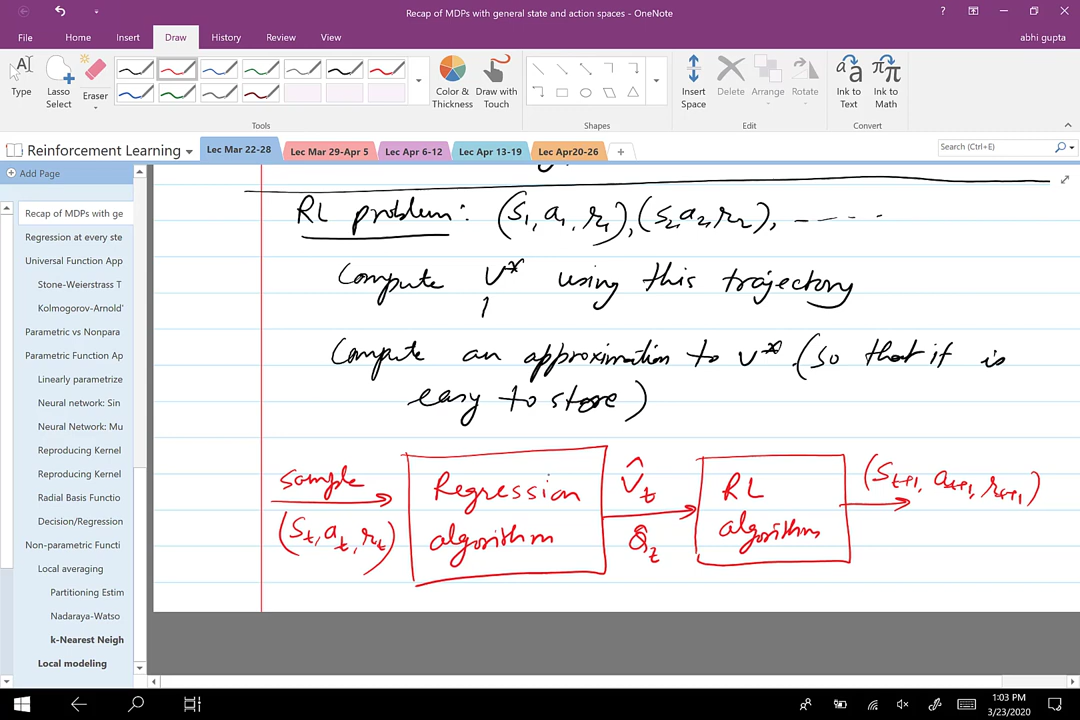 Recap of MDPs with general state and action spaces - OneNote
File Home Insert Draw History Review View
abhi gupta
Type
Lasso Select
Eraser
Color & Thickness
Draw with Touch
Insert Space
Delete
Arrange
Rotate
Ink to Text
Ink to Math
Tools
Shapes
Edit
Convert
Reinforcement Learning
Lec Mar 22-28
Lec Mar 29-Apr 5
Lec Apr 6-12
Lec Apr 13-19
Lec Apr20-26
Search (Ctrl+E)
Add Page
Recap of MDPs with ge
Regression at every ste
Universal Function App
Stone-Weierstrass T
Kolmogorov-Arnold'
Parametric vs Nonpara
Parametric Function Ap
Linearly parametrize
Neural network: Sin
Neural Network: Mu
Reproducing Kernel
Reproducing Kernel
Radial Basis Functio
Decision/Regression
Non-parametric Functi
Local averaging
Partitioning Estim
Nadaraya-Watso
k-Nearest Neigh
Local modeling
RL problem: (s1, a1, r1), (s2, a2, r2), ------
Compute v* using this trajectory
Compute an approximation to v* (so that if is
easy to store)
sample
(St, at, rt)
Regression
algorithm
V̂t
Q̂t
RL
algorithm
(St+1, at+1, rt+1)
1:03 PM
3/23/2020